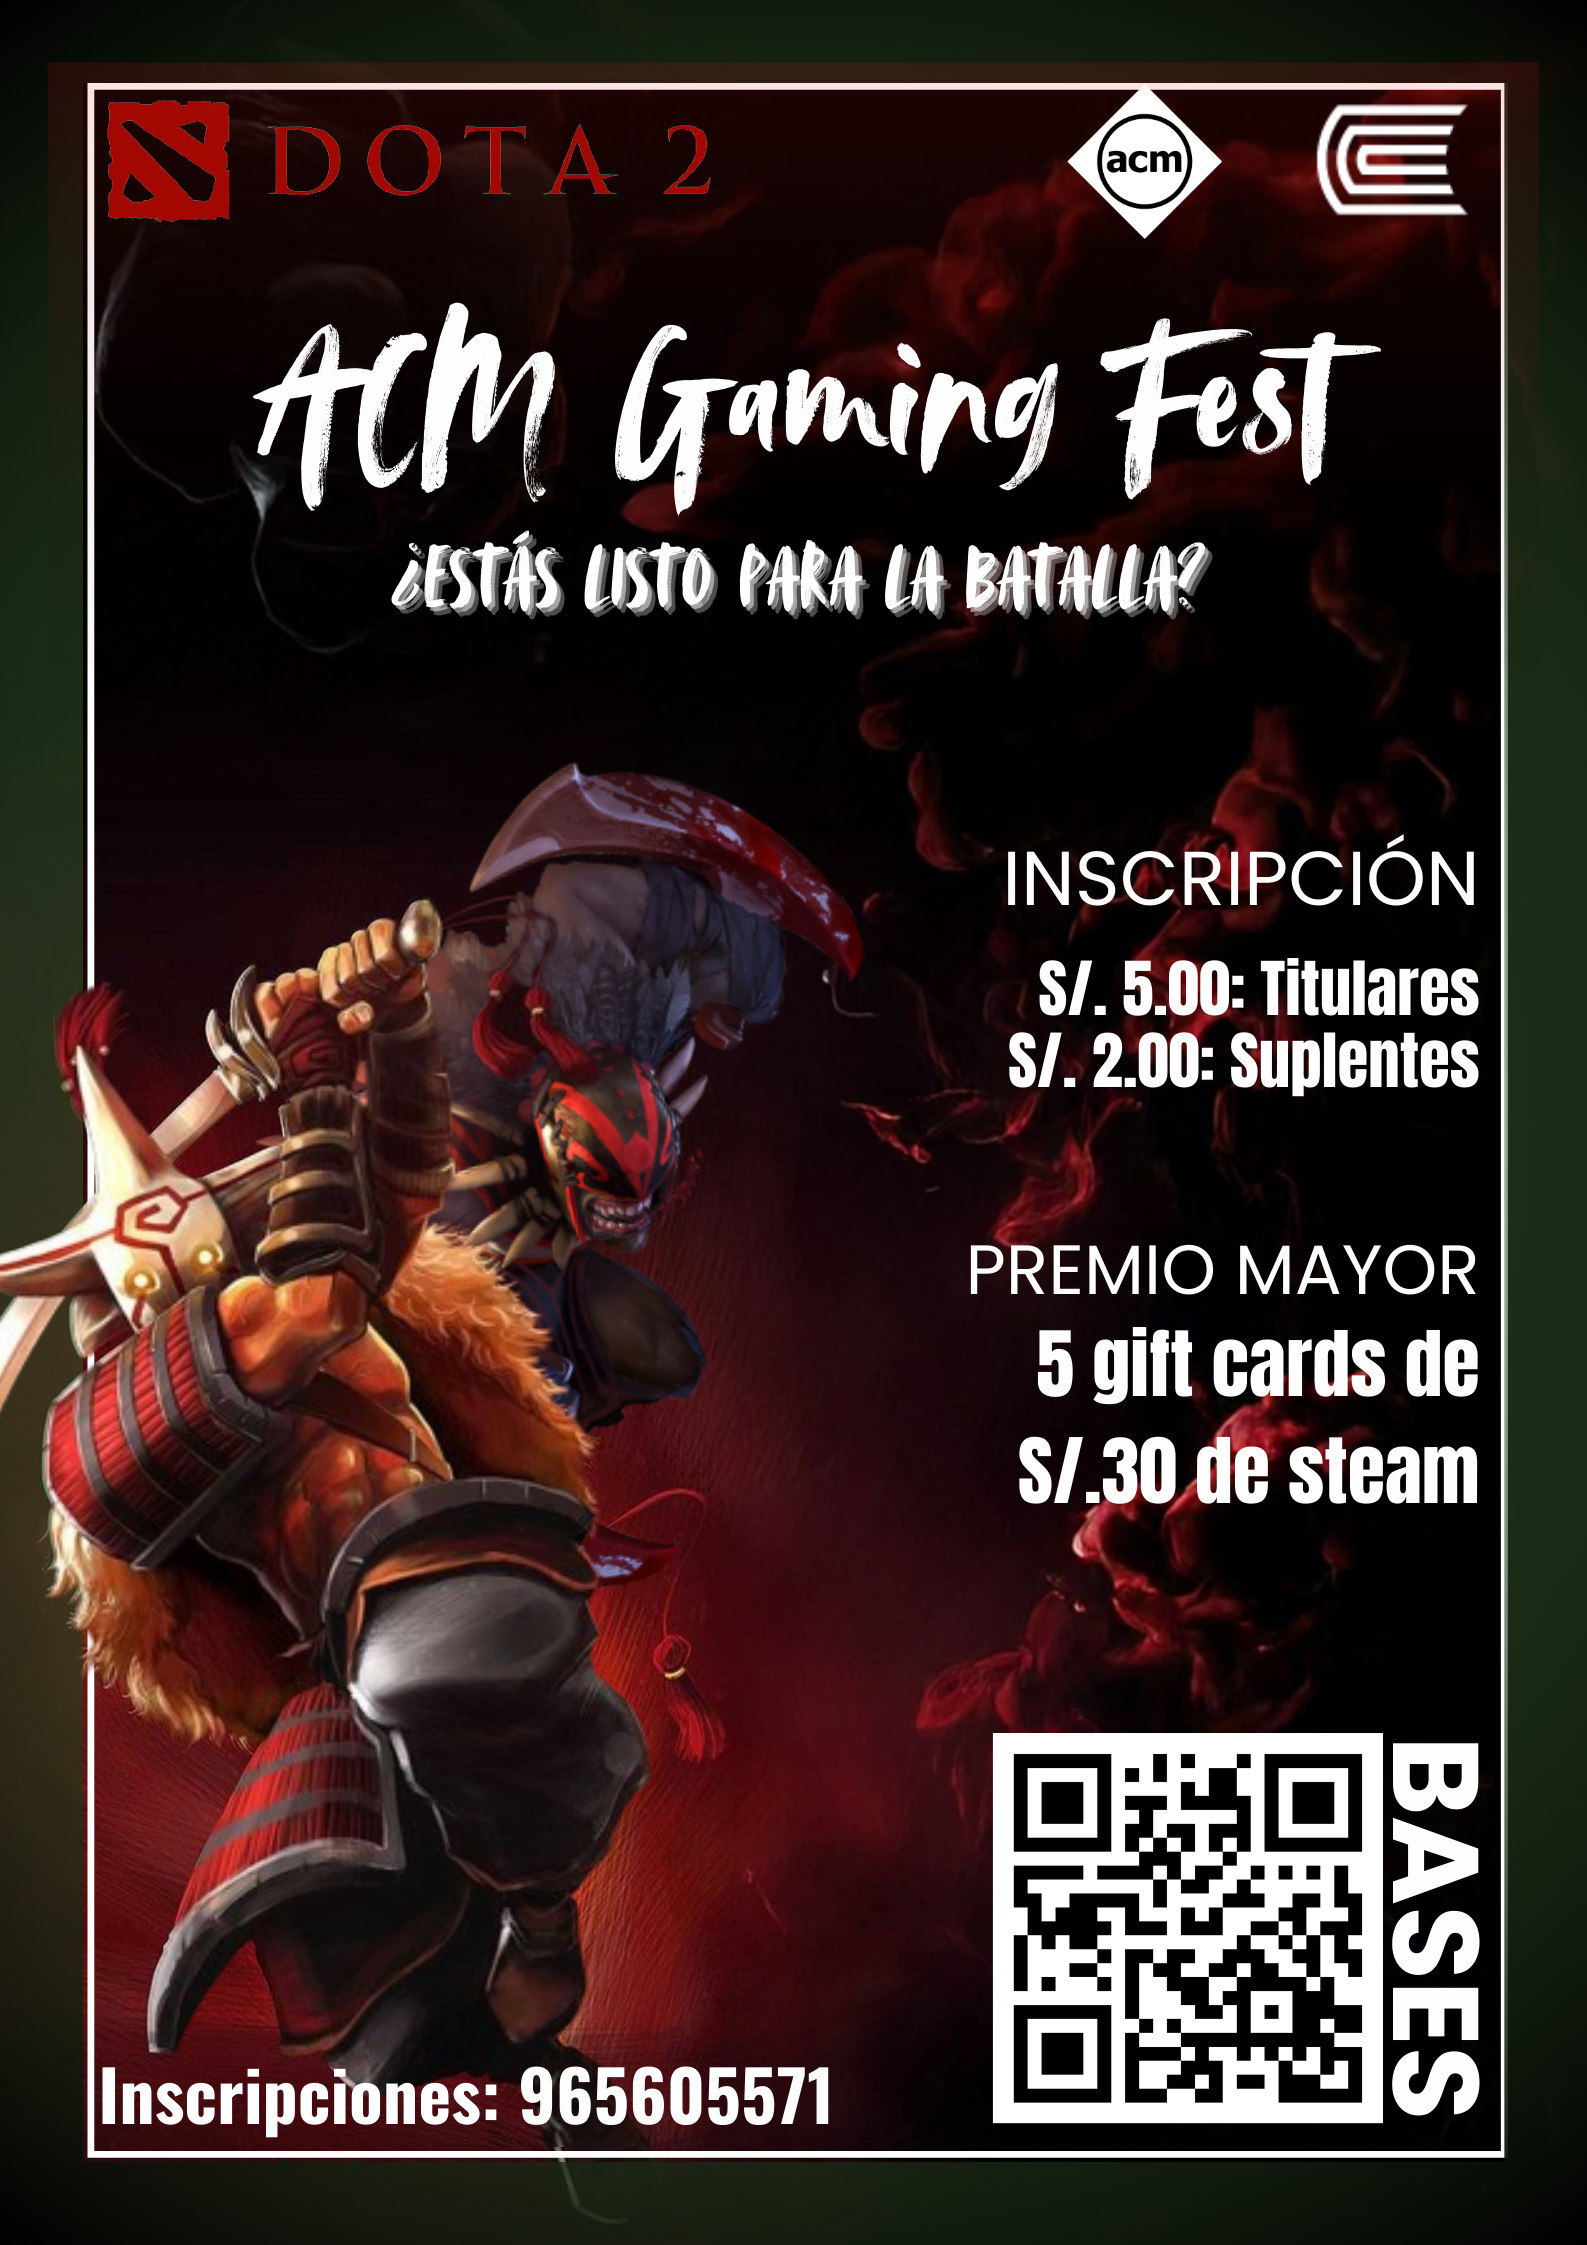 DOTA 2
acm
ACM Gaming Fest
¿ESTÁS LISTO PARA LA BATALLA?
INSCRIPCIÓN
S/. 5.00: Titulares
S/. 2.00: Suplentes
PREMIO MAYOR
5 gift cards de
S/.30 de steam
BASES
Inscripciones: 965605571